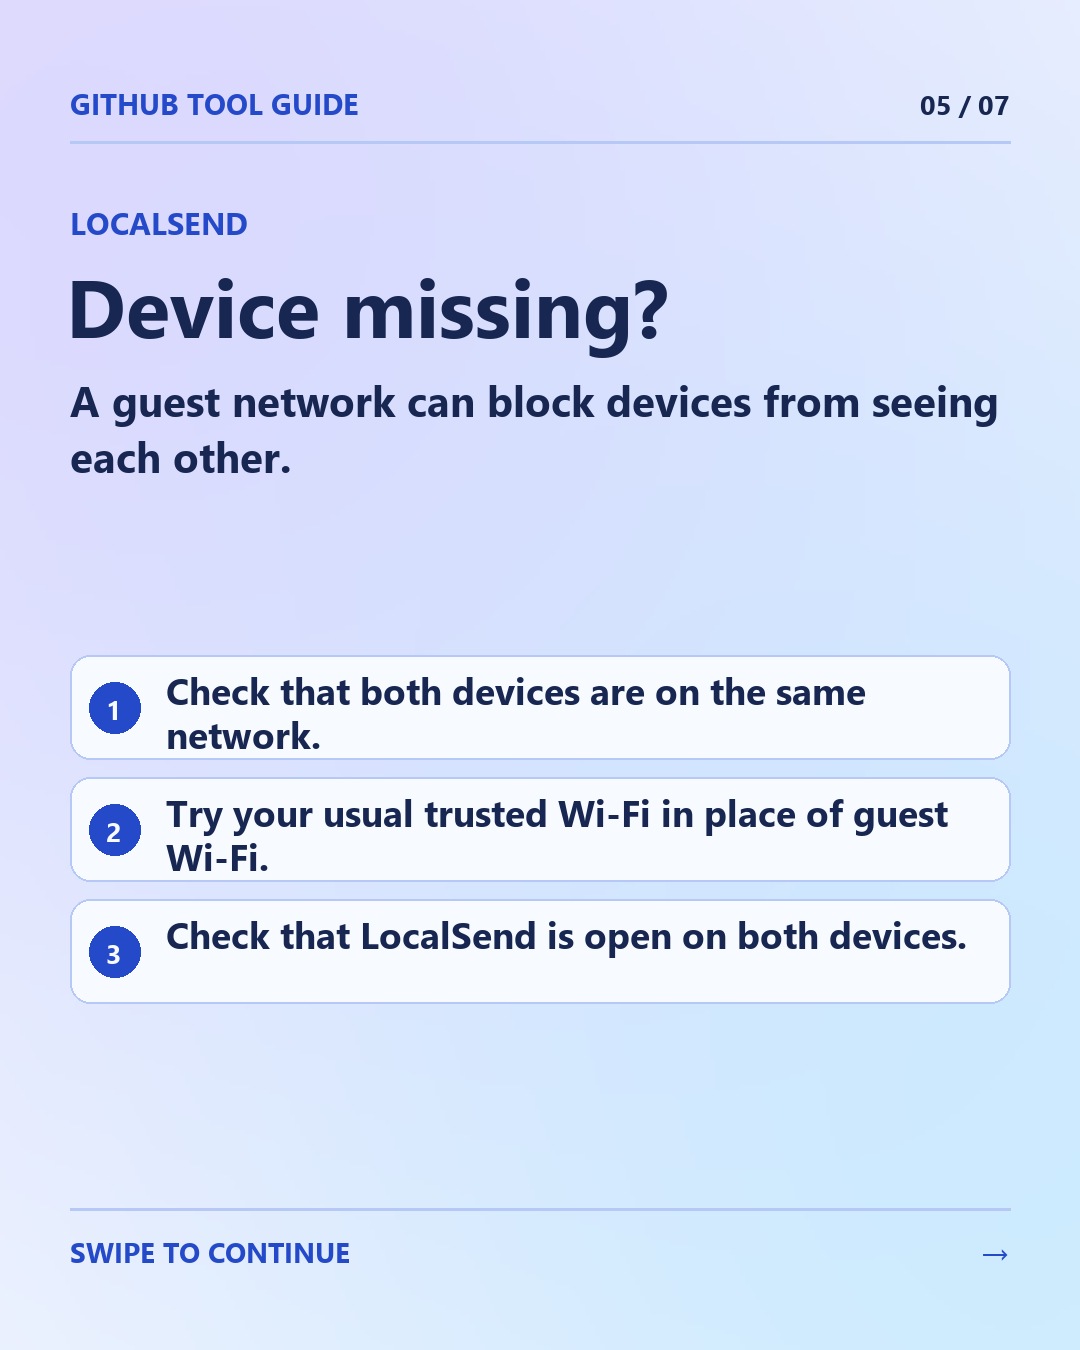 GITHUB TOOL GUIDE
05 / 07
LOCALSEND
Device missing?
A guest network can block devices from seeing
each other.
1
Check that both devices are on the same
network.
2
Try your usual trusted Wi-Fi in place of guest
Wi-Fi.
3
Check that LocalSend is open on both devices.
SWIPE TO CONTINUE
→